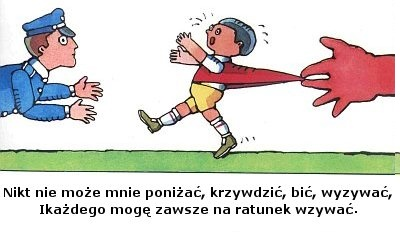 Nikt nie może mnie poniżać, krzywdzić, bić, wyzywać,
Ikażdego mogę zawsze na ratunek wzywać.